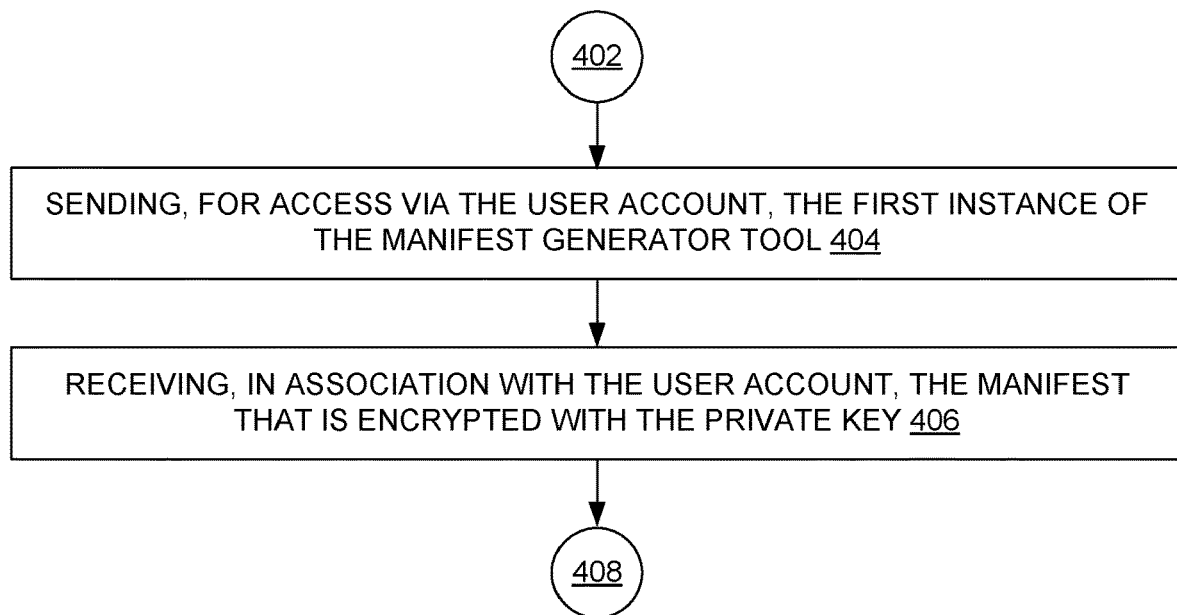 402
SENDING, FOR ACCESS VIA THE USER ACCOUNT, THE FIRST INSTANCE OF
THE MANIFEST GENERATOR TOOL 404
RECEIVING, IN ASSOCIATION WITH THE USER ACCOUNT, THE MANIFEST
THAT IS ENCRYPTED WITH THE PRIVATE KEY 406
408